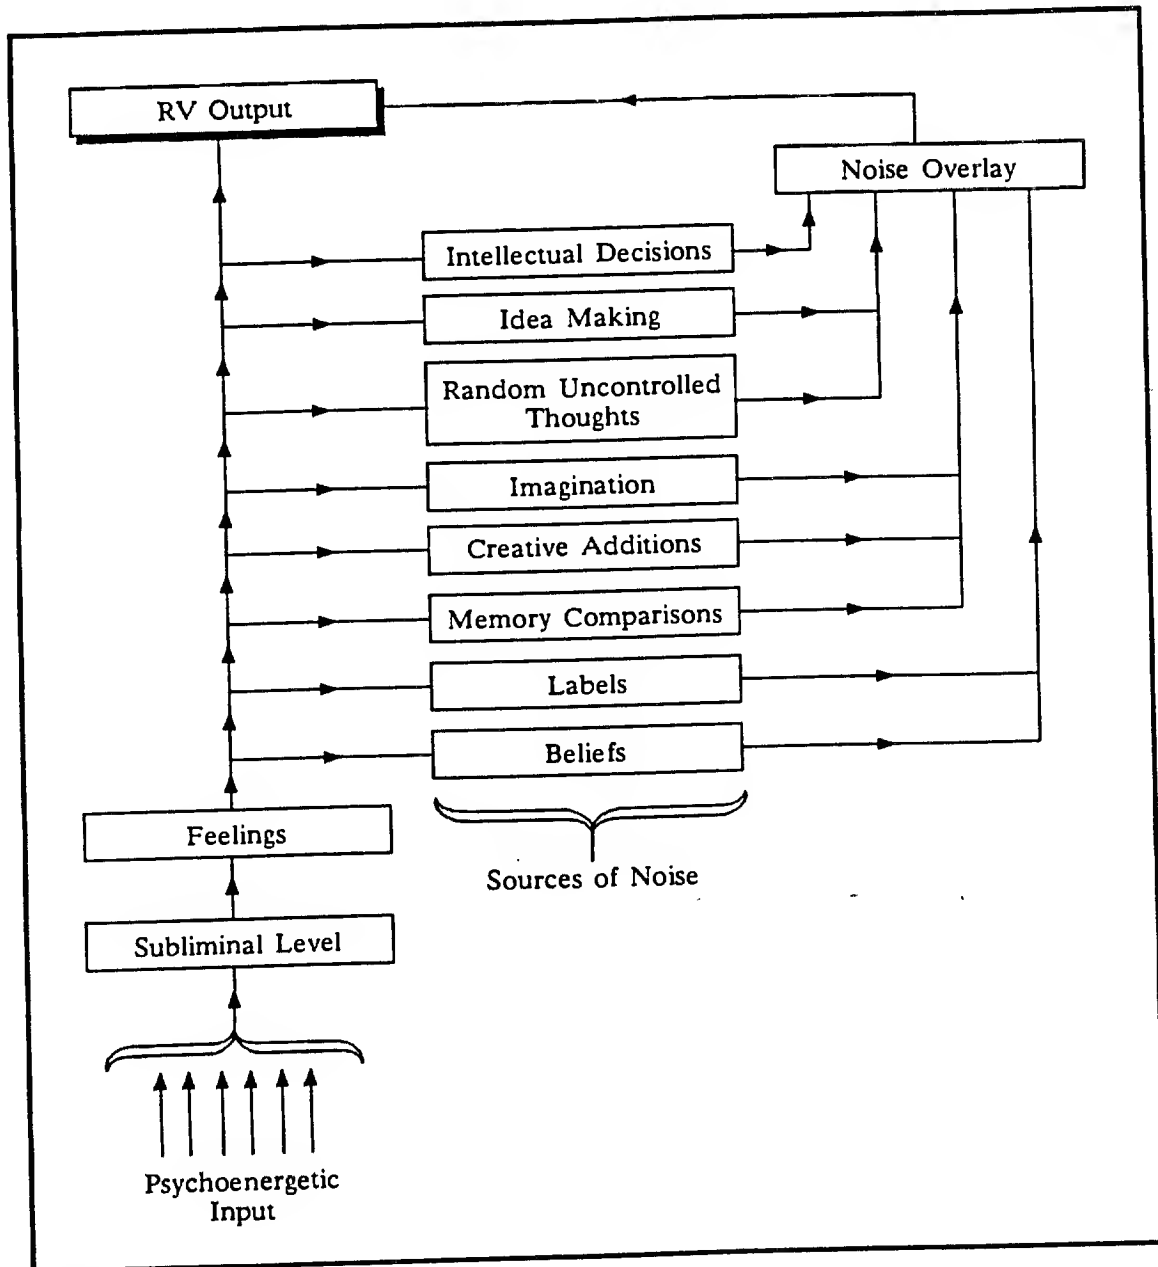 RV Output
Noise Overlay
Intellectual Decisions
Idea Making
Random Uncontrolled
Thoughts
Imagination
Creative Additions
Memory Comparisons
Labels
Beliefs
Feelings
Sources of Noise
Subliminal Level
Psychoenergetic
Input